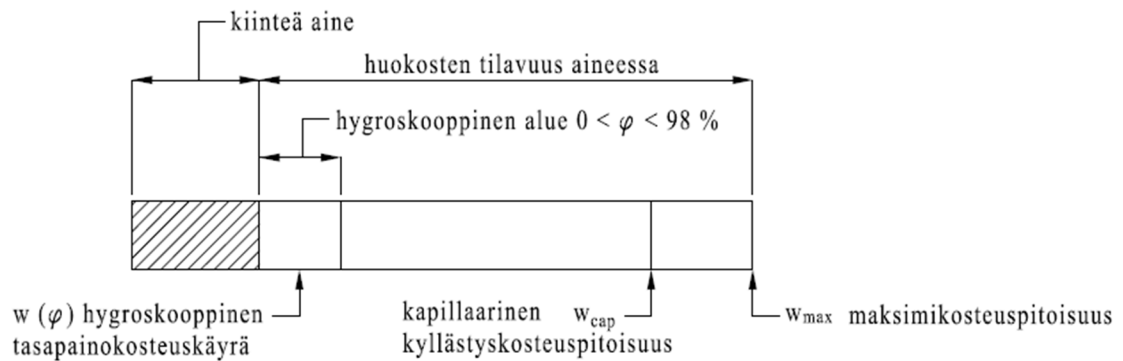 kiinteä aine
huokosten tilavuus aineessa
hygroskooppinen alue 0 < φ < 98 %
w (φ) hygroskooppinen
tasapainokosteuskäyrä
kapillaarinen w_cap
kyllästyskosteuspitoisuus
w_max maksimikosteuspitoisuus